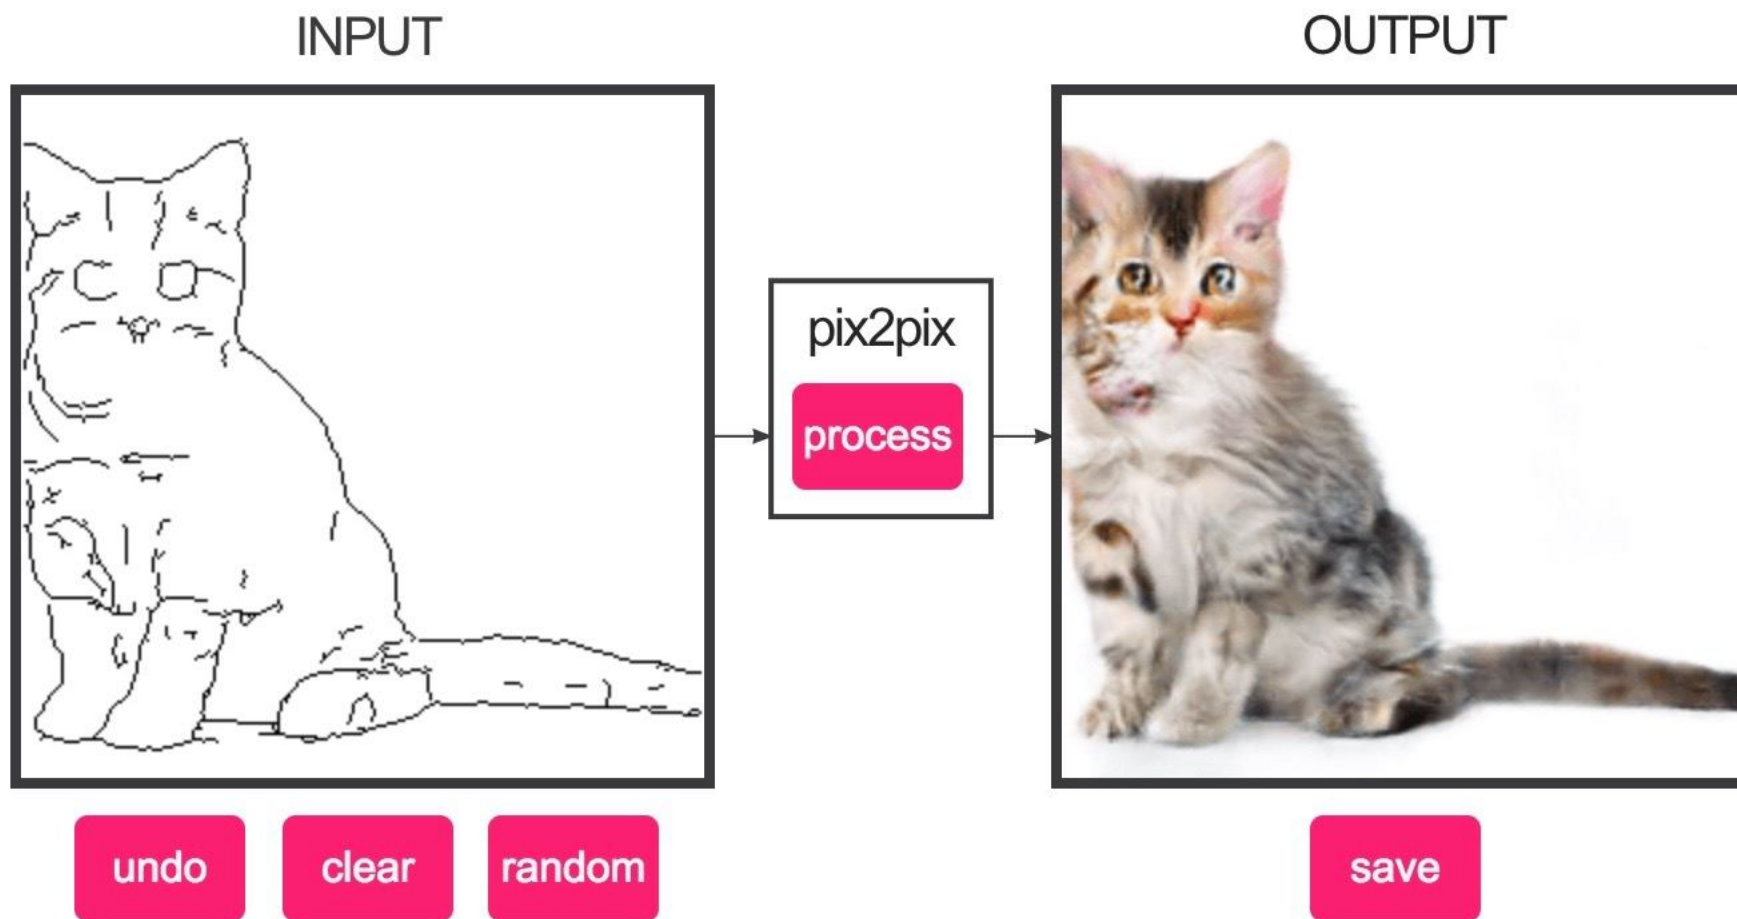 INPUT
OUTPUT
pix2pix
process
undo
clear
random
save